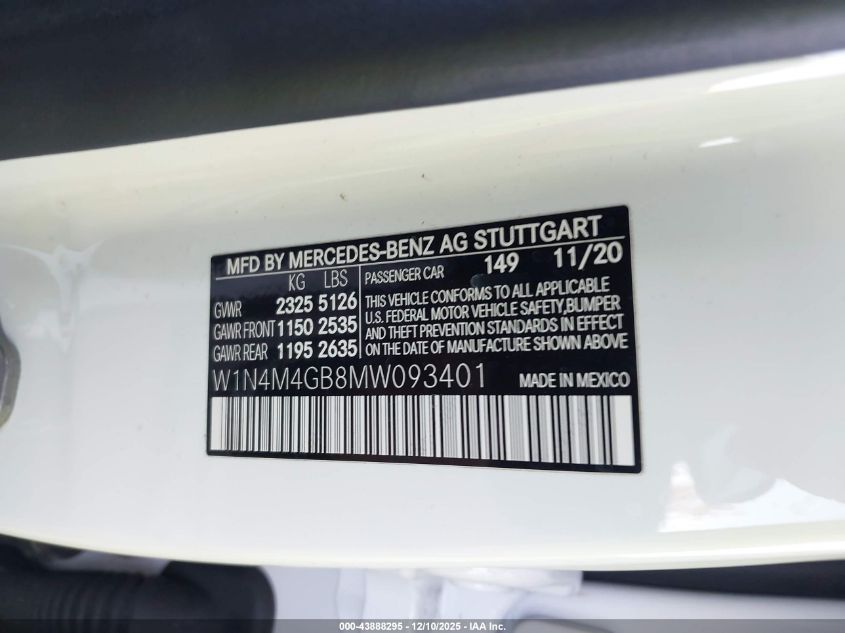 MFD BY MERCEDES-BENZ AG STUTTGART
KG LBS
GVWR 2325 5126
GAWR FRONT 1150 2535
GAWR REAR 1195 2635
PASSENGER CAR 149 11/20
THIS VEHICLE CONFORMS TO ALL APPLICABLE
U.S. FEDERAL MOTOR VEHICLE SAFETY,BUMPER
AND THEFT PREVENTION STANDARDS IN EFFECT
ON THE DATE OF MANUFACTURE SHOWN ABOVE
W1N4M4GB8MW093401 MADE IN MEXICO
000-43888295 - 12/10/2025 - IAA Inc.